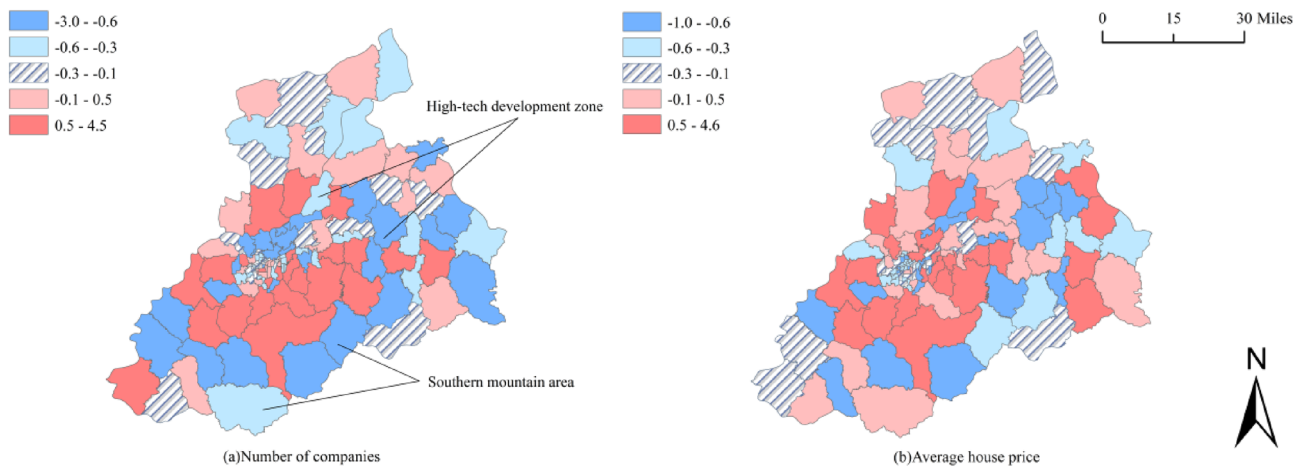 -3.0 - -0.6
-0.6 - -0.3
-0.3 - -0.1
-0.1 - 0.5
0.5 - 4.5
High-tech development zone
Southern mountain area
(a)Number of companies
-1.0 - -0.6
-0.6 - -0.3
-0.3 - -0.1
-0.1 - 0.5
0.5 - 4.6
0 15 30 Miles
N
(b)Average house price